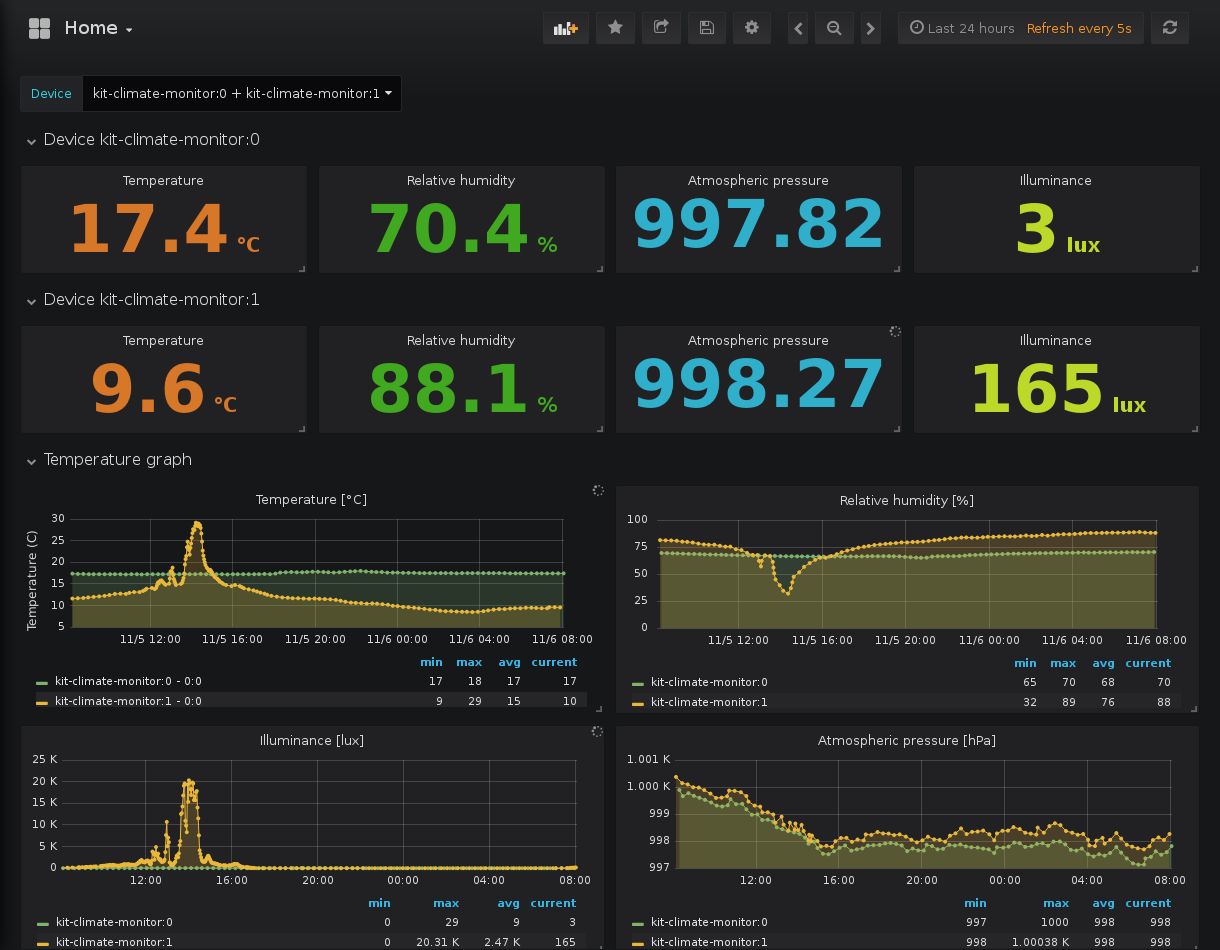 Home
Last 24 hours Refresh every 5s
Device kit-climate-monitor:0 + kit-climate-monitor:1
Device kit-climate-monitor:0
Temperature Relative humidity Atmospheric pressure Illuminance
17.4 °C 70.4 % 997.82 3 lux
Device kit-climate-monitor:1
Temperature Relative humidity Atmospheric pressure Illuminance
9.6 °C 88.1 % 998.27 165 lux
Temperature graph
Temperature [°C]
Temperature (C)
30
25
20
15
10
5
11/5 12:00 11/5 16:00 11/5 20:00 11/6 00:00 11/6 04:00 11/6 08:00
min max avg current
kit-climate-monitor:0 - 0:0 17 18 17 17
kit-climate-monitor:1 - 0:0 9 29 15 10
Relative humidity [%]
100
75
50
25
0
11/5 12:00 11/5 16:00 11/5 20:00 11/6 00:00 11/6 04:00 11/6 08:00
min max avg current
kit-climate-monitor:0 65 70 68 70
kit-climate-monitor:1 32 89 76 88
Illuminance [lux]
25 K
20 K
15 K
10 K
5 K
0
12:00 16:00 20:00 00:00 04:00 08:00
min max avg current
kit-climate-monitor:0 0 29 9 3
kit-climate-monitor:1 0 20.31 K 2.47 K 165
Atmospheric pressure [hPa]
1.001 K
1.000 K
999
998
997
12:00 16:00 20:00 00:00 04:00 08:00
min max avg current
kit-climate-monitor:0 997 1000 998 998
kit-climate-monitor:1 998 1.00038 K 998 998